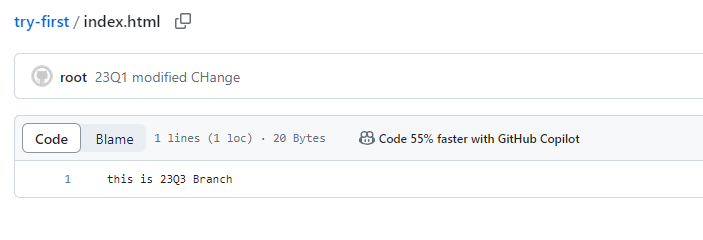 try-first / index.html
root 23Q1 modified CHange
Code Blame 1 lines (1 loc) · 20 Bytes Code 55% faster with GitHub Copilot
1 this is 23Q3 Branch